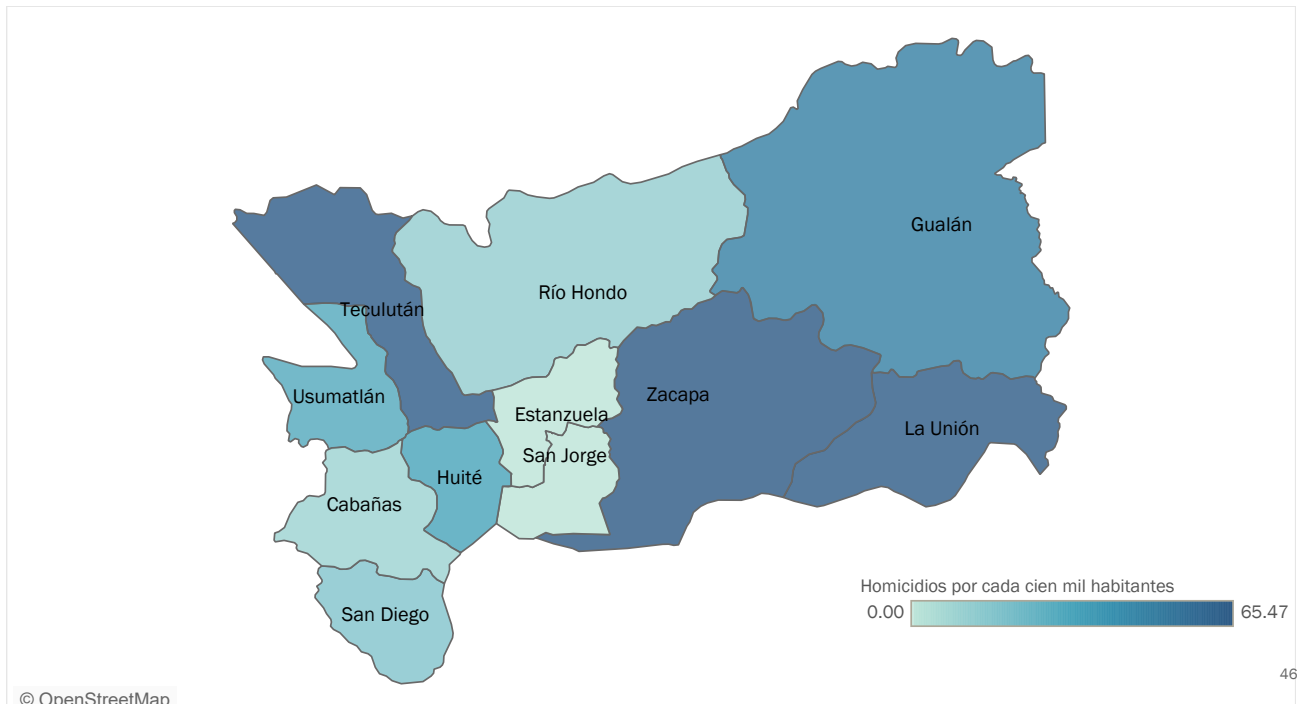 Gualán
Río Hondo
Teculután
Usumatlán
Zacapa
Estanzuela
La Unión
San Jorge
Huité
Cabañas
San Diego
Homicidios por cada cien mil habitantes
0.00 65.47
46
© OpenStreetMap